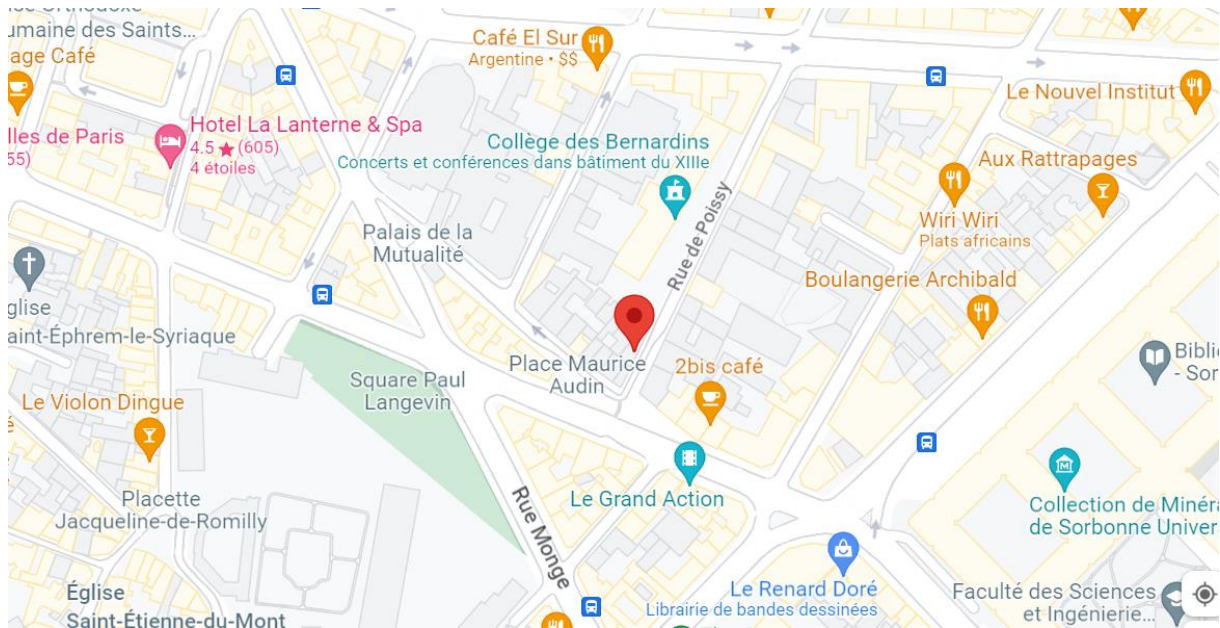 umaine des Saints...
age Café
Café El Sur
Argentine • $$
Le Nouvel Institut
lles de Paris
55)
Hotel La Lanterne & Spa
4.5 ★ (605)
4 étoiles
Collège des Bernardins
Concerts et conférences dans bâtiment du XIIIe
Aux Rattrapages
Rue de Poissy
Wiri Wiri
Plats africains
Palais de la
Mutualité
Boulangerie Archibald
glise
aint-Éphrem-le-Syriaque
Place Maurice
Audin
2bis café
Square Paul
Langevin
Bibli
- Sor
Le Violon Dingue
Le Grand Action
Placette
Jacqueline-de-Romilly
Rue Monge
Collection de Minéra
de Sorbonne Univer
Le Renard Doré
Librairie de bandes dessinées
Faculté des Sciences
et Ingénierie...
Église
Saint-Étienne-du-Mont